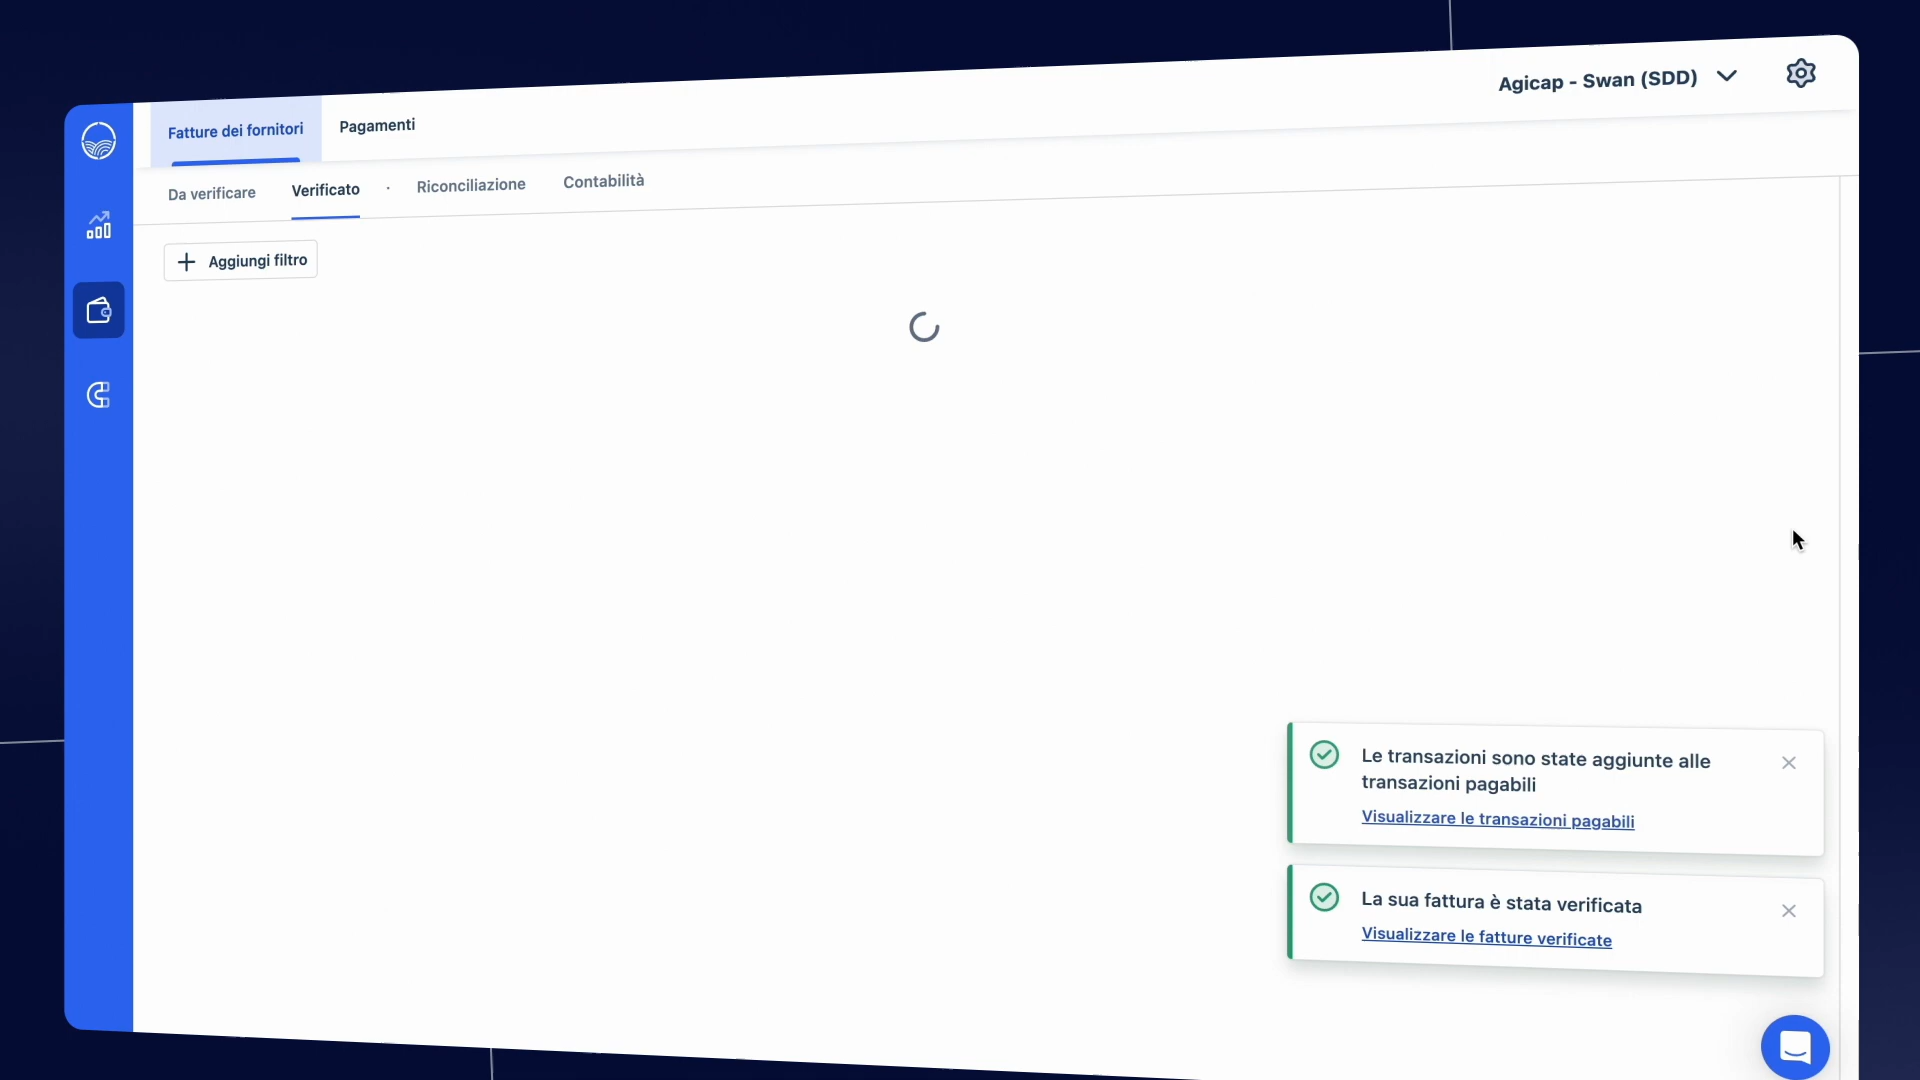 Agicap - Swan (SDD)
Fatture dei fornitori
Pagamenti
Da verificare
Verificato
·
Riconciliazione
Contabilità
Aggiungi filtro
Le transazioni sono state aggiunte alle
transazioni pagabili
Visualizzare le transazioni pagabili
La sua fattura è stata verificata
Visualizzare le fatture verificate